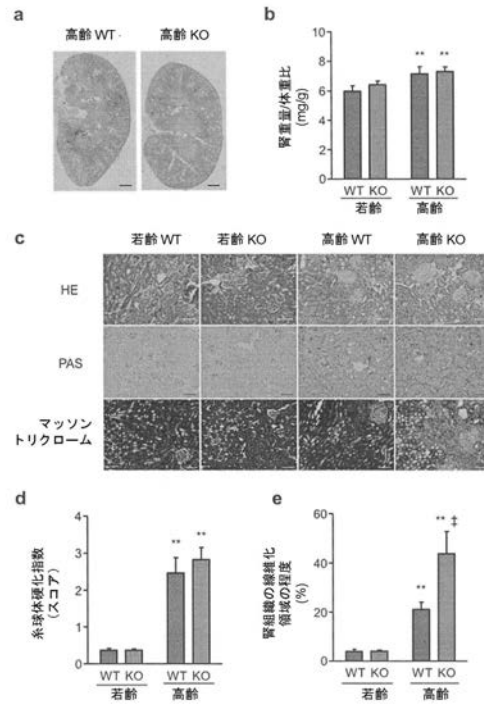 a
高齢 WT
高齢 KO
b
腎重量/体重比
(mg/g)
10
8
6
4
2
0
**
**
WT KO WT KO
若齢 高齢
c
若齢 WT 若齢 KO 高齢 WT 高齢 KO
HE
PAS
マッソン
トリクローム
d
糸球体硬化指数
(スコア)
4
3
2
1
0
**
**
WT KO WT KO
若齢 高齢
e
腎組織の線維化
領域の程度
(%)
60
40
20
0
**
** ‡
WT KO WT KO
若齢 高齢